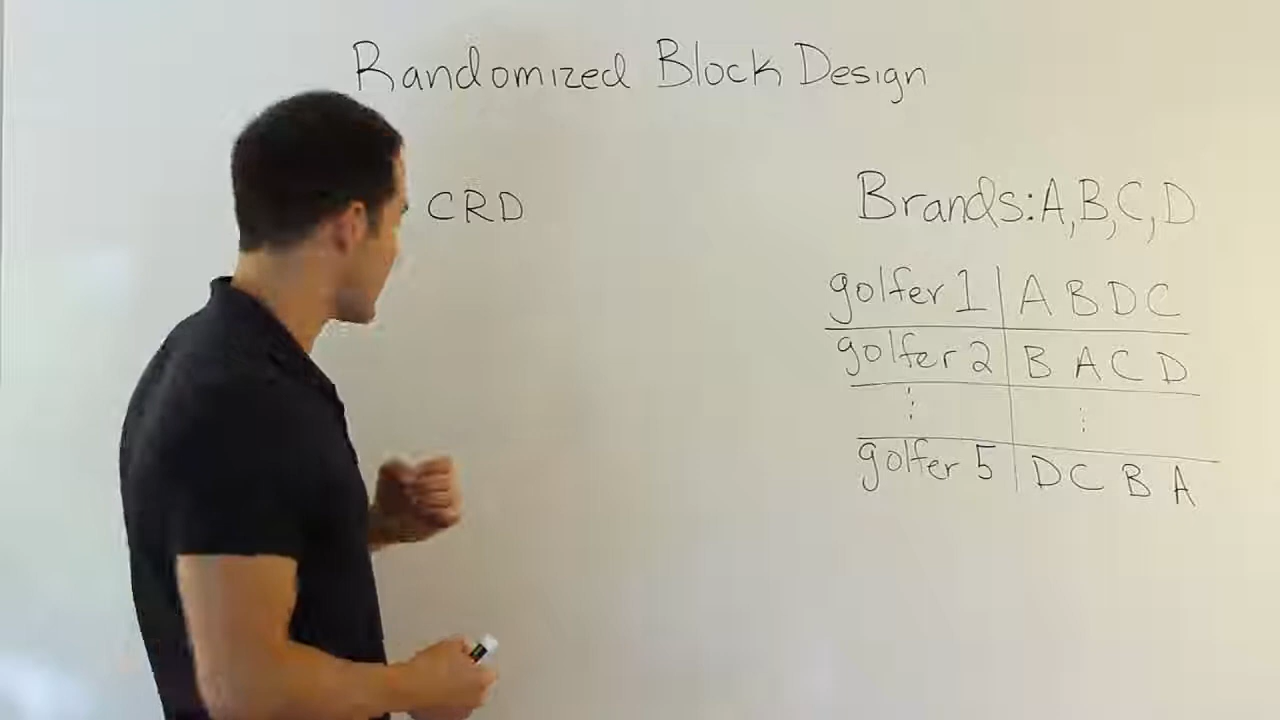 Randomized Block Design
CRD
Brands: A, B, C, D
golfer 1 A B D C
golfer 2 B A C D
⋮ ⋮
golfer 5 D C B A